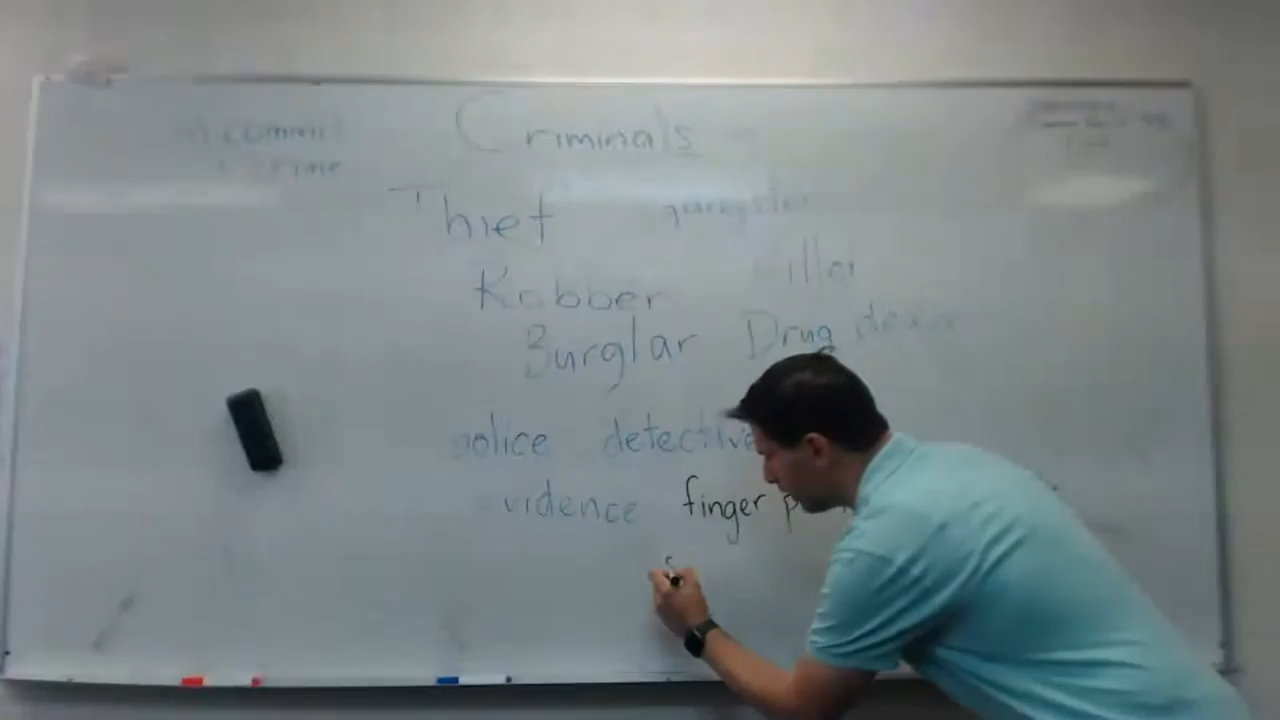 commit
Criminals
crime
Thief gangster
Robber killer
Burglar Drug dealer
police detective
evidence finger